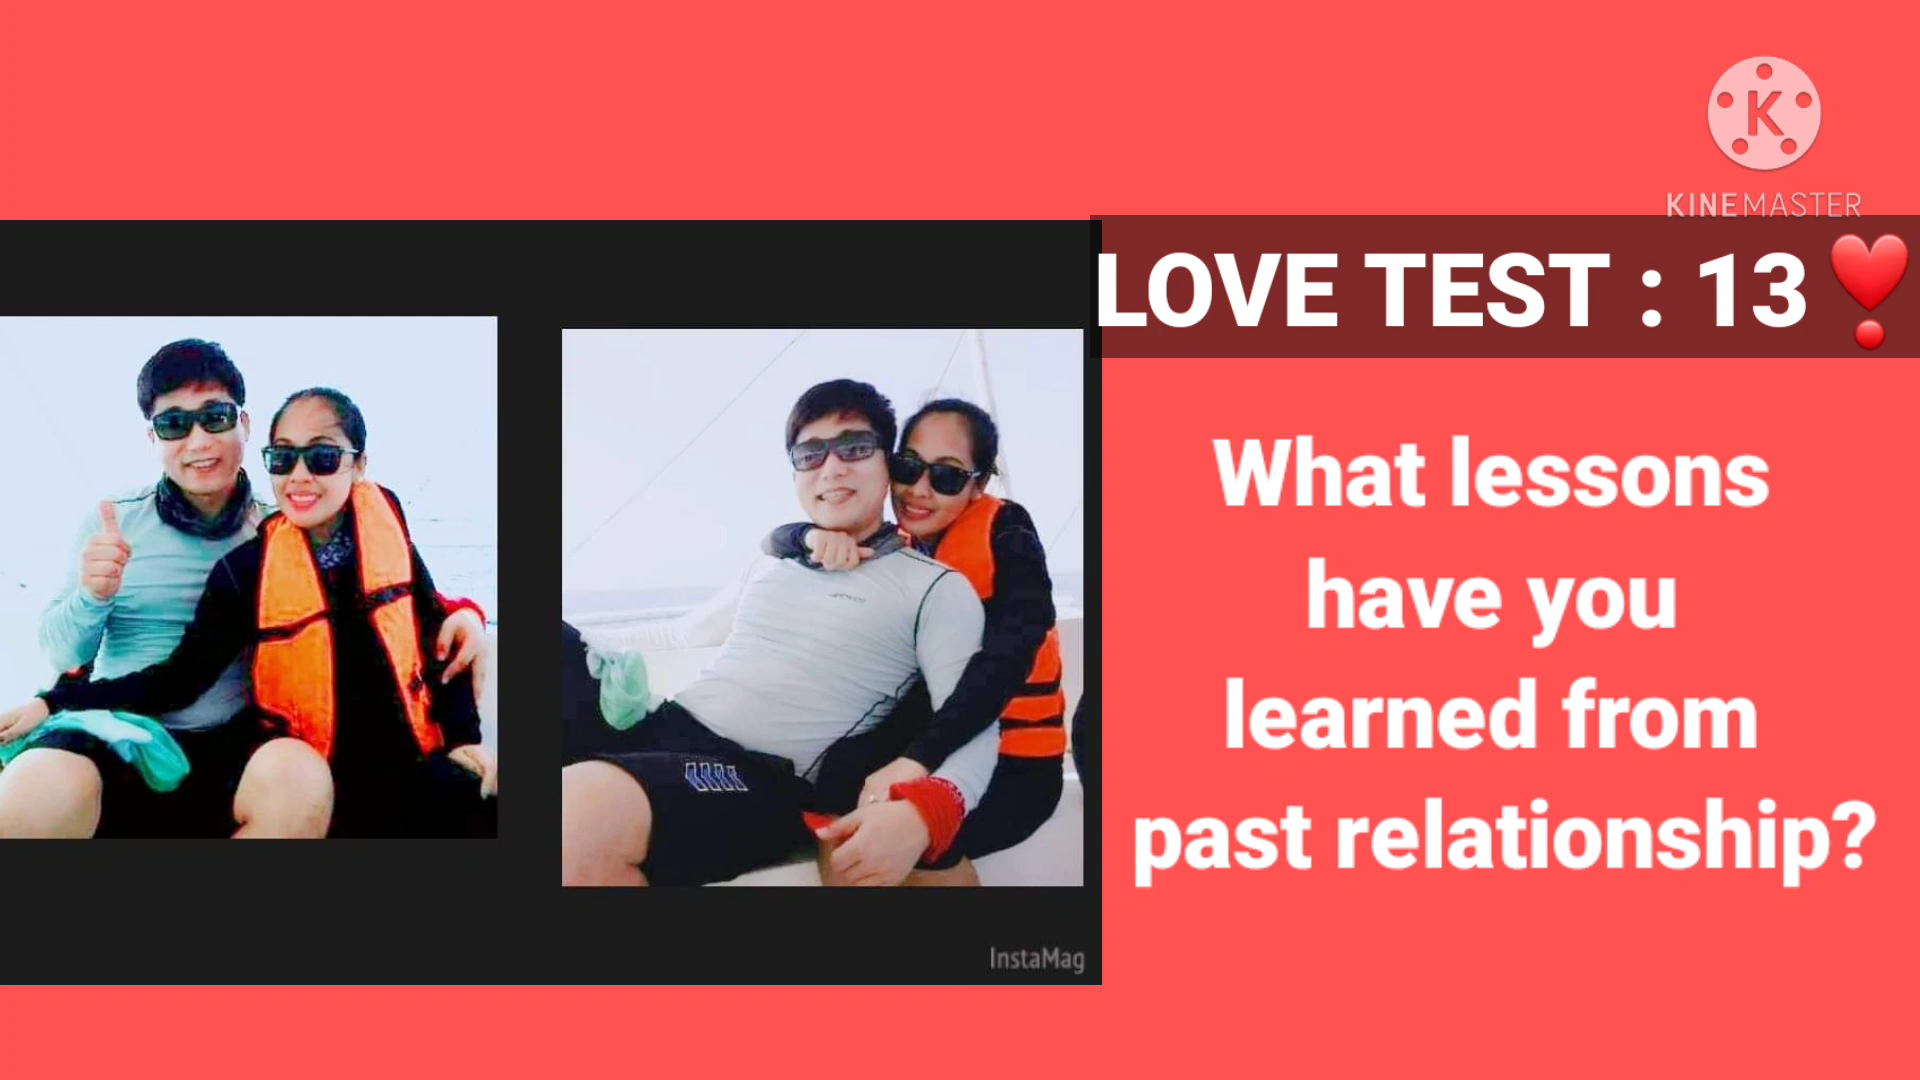 K
KINEMASTER
LOVE TEST : 13❣️
What lessons
have you
learned from
past relationship?
InstaMag